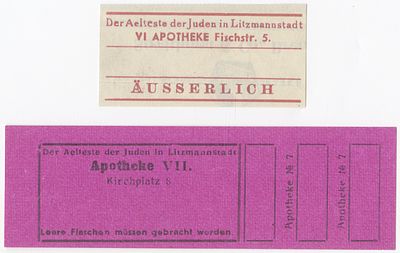 Der Aelteste der Juden in Litzmannstadt
VI APOTHEKE Fischstr. 5.
ÄUSSERLICH
Der Aelteste der Juden in Litzmannstadt
Apotheke VII.
Kirchplatz 8
Leere Flaschen müssen gebracht werden.
Apotheke № 7
Apotheke № 7